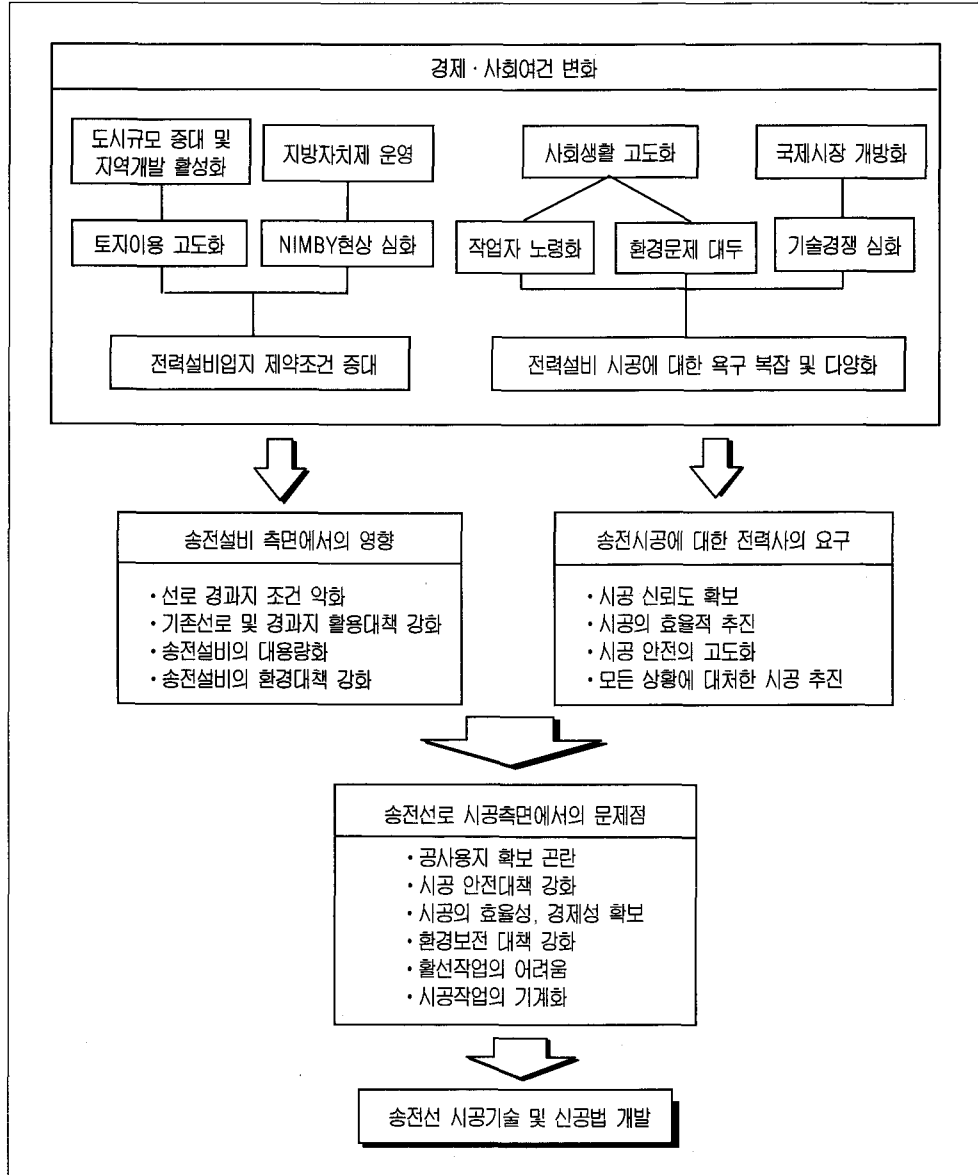 경제 · 사회여건 변화
도시규모 증대 및
지역개발 활성화
지방자치제 운영
사회생활 고도화
국제시장 개방화
토지이용 고도화
NIMBY현상 심화
작업자 노령화
환경문제 대두
기술경쟁 심화
전력설비입지 제약조건 증대
전력설비 시공에 대한 욕구 복잡 및 다양화
송전설비 측면에서의 영향
• 선로 경과지 조건 악화
• 기존선로 및 경과지 활용대책 강화
• 송전설비의 대용량화
• 송전설비의 환경대책 강화
송전시공에 대한 전력사의 요구
• 시공 신뢰도 확보
• 시공의 효율적 추진
• 시공 안전의 고도화
• 모든 상황에 대처한 시공 추진
송전선로 시공측면에서의 문제점
• 공사용지 확보 곤란
• 시공 안전대책 강화
• 시공의 효율성, 경제성 확보
• 환경보전 대책 강화
• 활선작업의 어려움
• 시공작업의 기계화
송전선 시공기술 및 신공법 개발